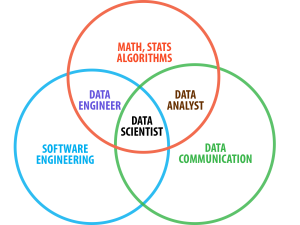 MATH, STATS
ALGORITHMS
DATA
ENGINEER
DATA
ANALYST
DATA
SCIENTIST
SOFTWARE
ENGINEERING
DATA
COMMUNICATION